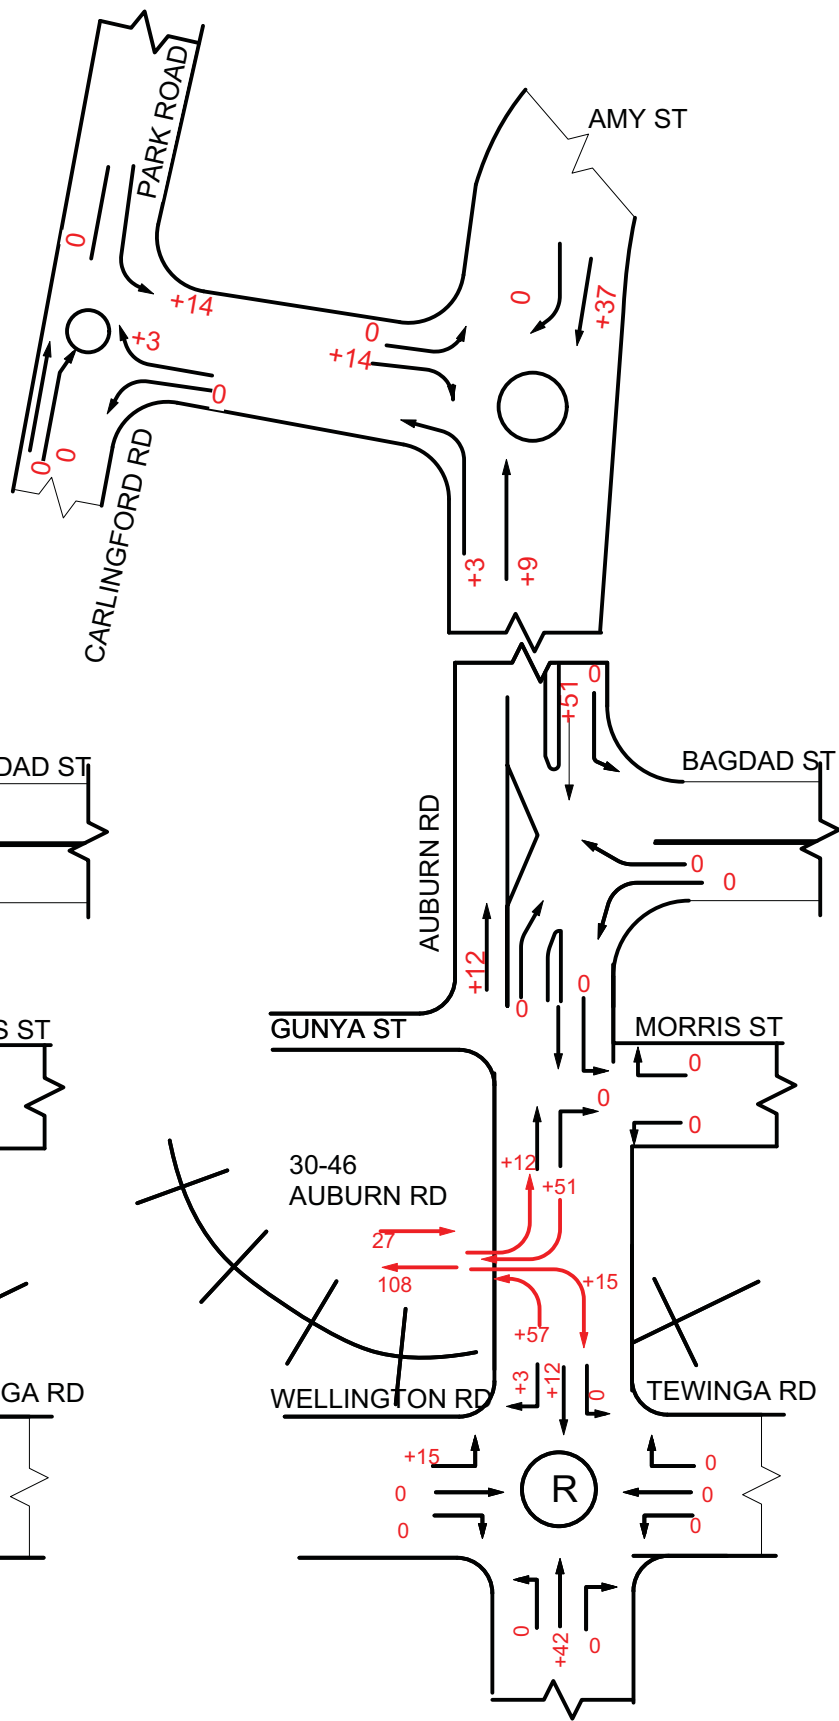 PARK ROAD
AMY ST
0
+14
0
+37
0
+14
+3
0
0
0
CARLINGFORD RD
+3
+9
+51
0
DAD ST
BAGDAD ST
AUBURN RD
0
0
+12
0
0
S ST
GUNYA ST
MORRIS ST
0
0
0
30-46
AUBURN RD
+12
+51
27
108
+15
+57
+3
+12
0
GA RD
WELLINGTON RD
TEWINGA RD
+15
0
0
0
0
0
R
0
+42
0